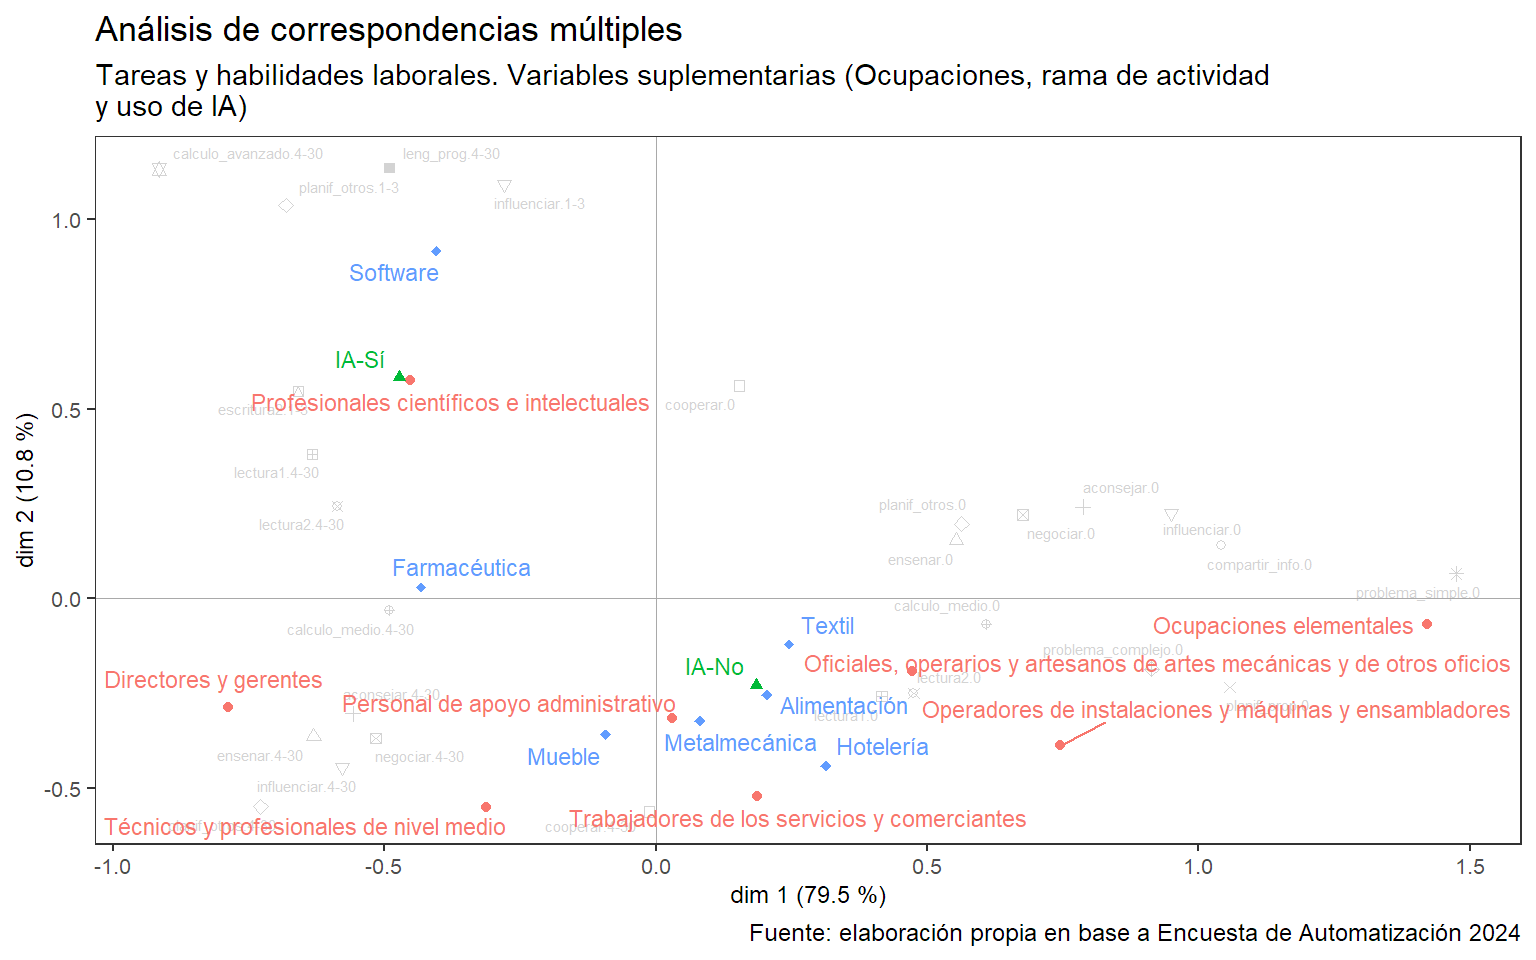 Análisis de correspondencias múltiples
Tareas y habilidades laborales. Variables suplementarias (Ocupaciones, rama de actividad
y uso de IA)
calculo_avanzado.4-30
leng_prog.4-30
planif_otros.1-3
influenciar.1-3
1.0
Software
IA-Sí
Profesionales científicos e intelectuales
0.5
cooperar.0
lectura1.4-30
lectura2.4-30
aconsejar.0
planif_otros.0
negociar.0
influenciar.0
ensenar.0
compartir_info.0
Farmacéutica
problema_simple.0
0.0
calculo_medio.0
calculo_medio.4-30
Textil
Ocupaciones elementales
problema_complejo.0
IA-No
Oficiales, operarios y artesanos de artes mecánicas y de otros oficios
Directores y gerentes
lectura2.0
aconsejar.4-30
Personal de apoyo administrativo
Alimentación
lectura1.0
Operadores de instalaciones y máquinas y ensambladores
Metalmecánica
Hotelería
Mueble
ensenar.4-30
negociar.4-30
influenciar.4-30
-0.5
Trabajadores de los servicios y comerciantes
Técnicos y profesionales de nivel medio
cooperar.4-30
-1.0
-0.5
0.0
0.5
1.0
1.5
dim 1 (79.5 %)
dim 2 (10.8 %)
Fuente: elaboración propia en base a Encuesta de Automatización 2024